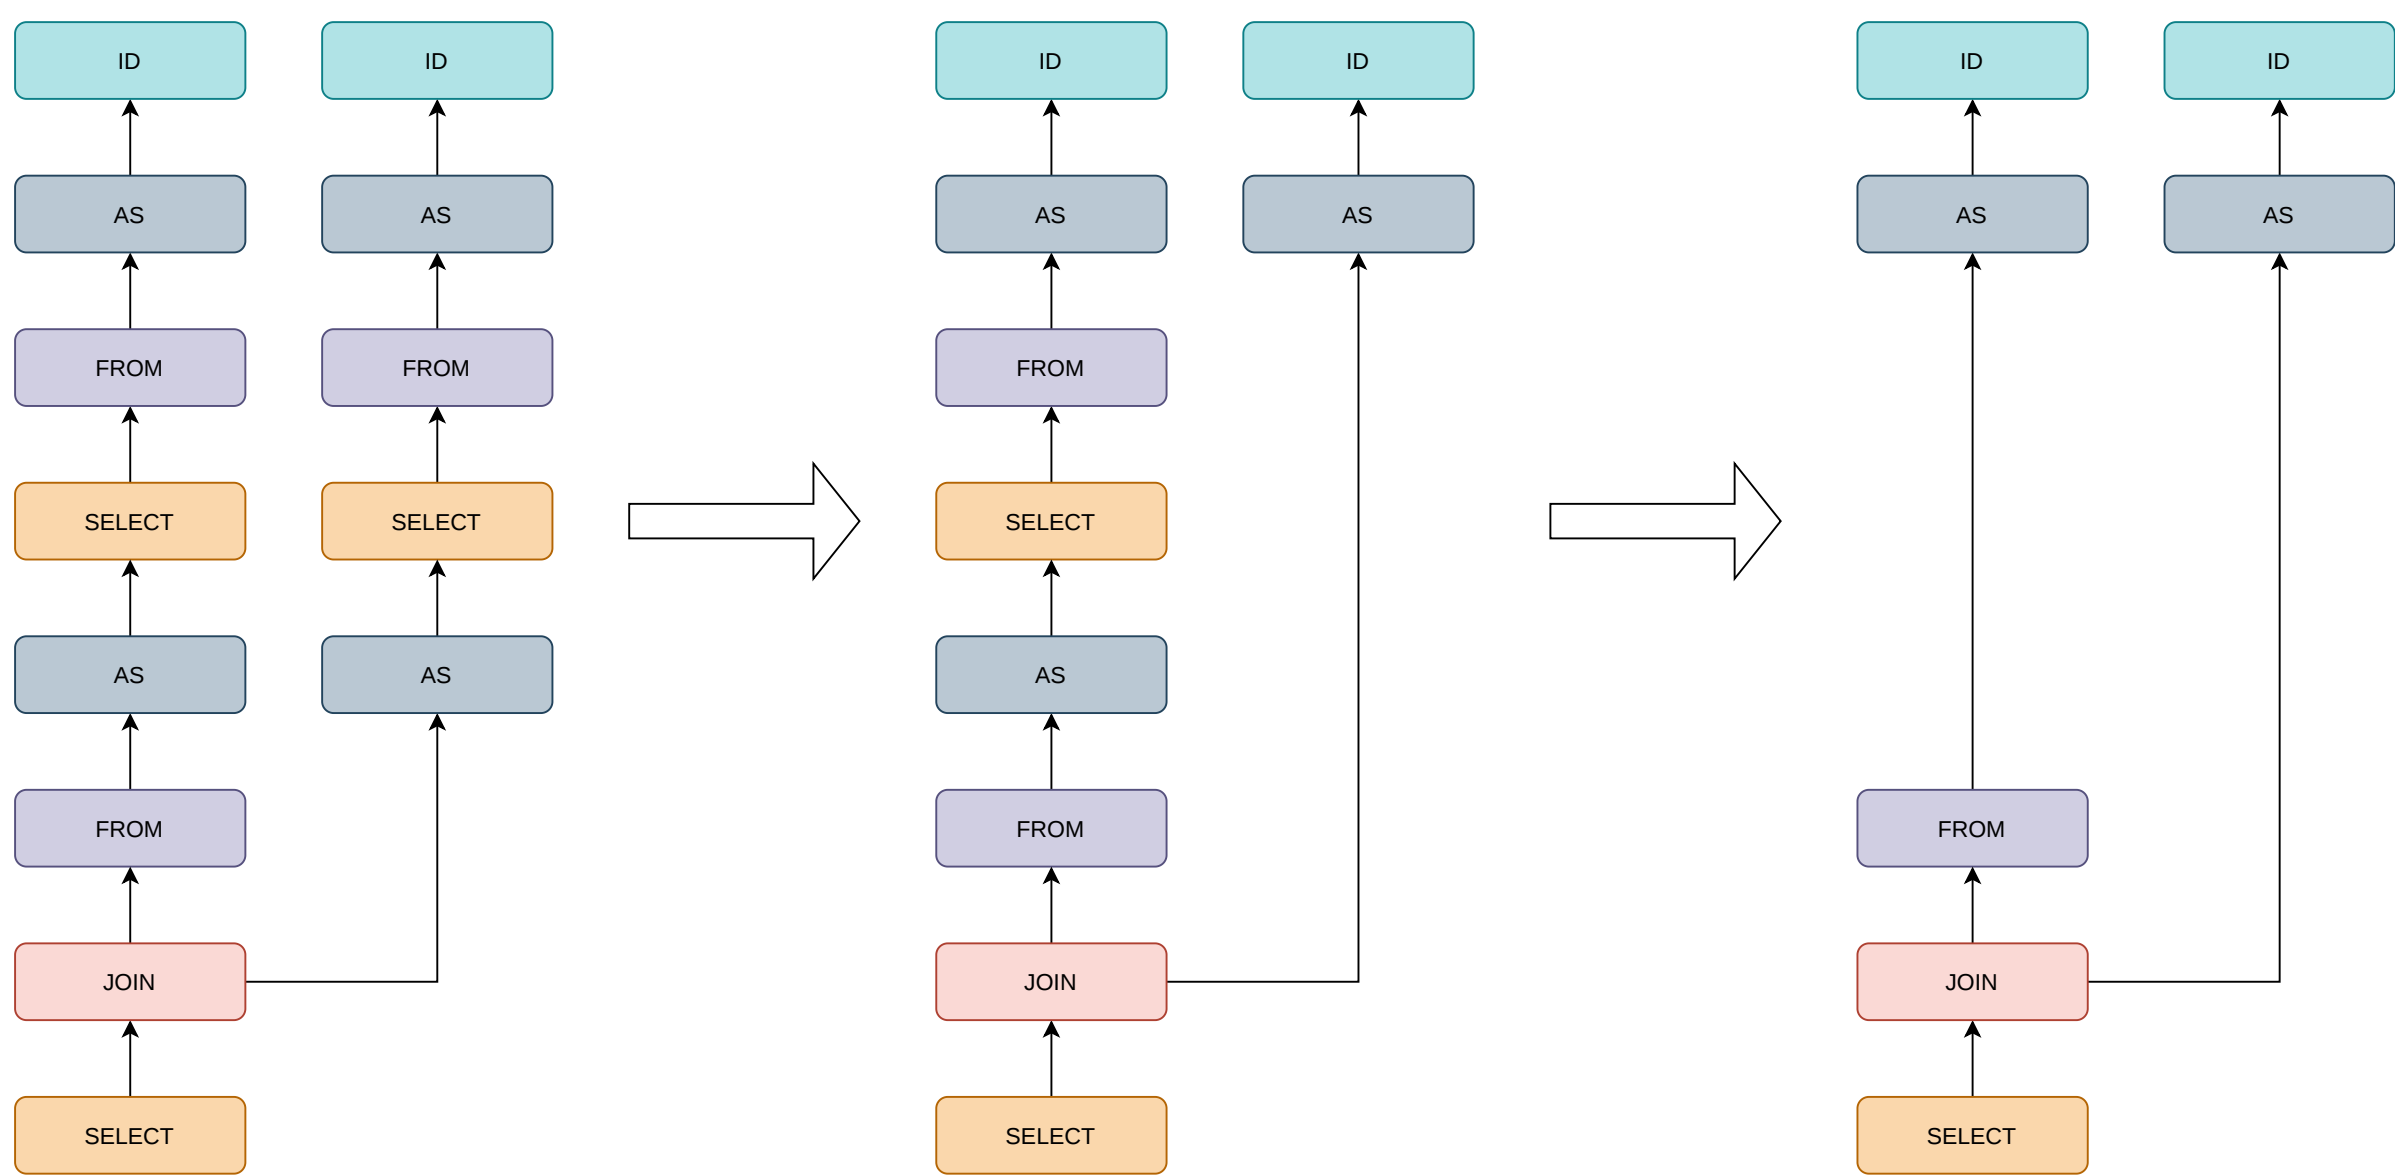 ID
AS
FROM
SELECT
AS
FROM
JOIN
SELECT
ID
AS
FROM
SELECT
AS
ID
AS
FROM
SELECT
AS
FROM
JOIN
SELECT
ID
AS
ID
AS
FROM
JOIN
SELECT
ID
AS